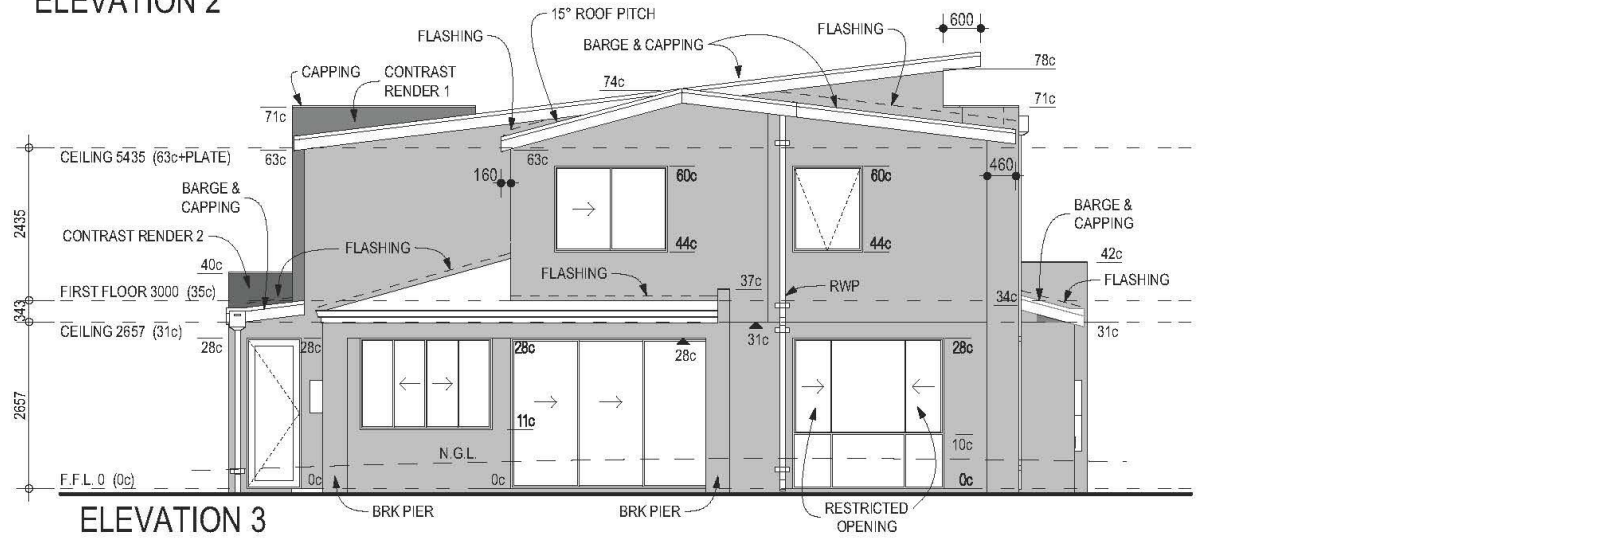 ELEVATION 2
15° ROOF PITCH
600
FLASHING
FLASHING
BARGE & CAPPING
78c
CAPPING
CONTRAST
RENDER 1
74c
71c
71c
CEILING 5435 (63c+PLATE)
63c
63c
160
460
60c
60c
BARGE &
CAPPING
BARGE &
CAPPING
2435
CONTRAST RENDER 2
FLASHING
44c
44c
40c
42c
FLASHING
FLASHING
37c
RWP
FIRST FLOOR 3000 (35c)
34c
343
CEILING 2657 (31c)
31c
31c
28c
28c
28c
28c
28c
2657
11c
10c
N.G.L.
F.F.L. 0 (0c)
0c
0c
0c
BRK PIER
BRK PIER
RESTRICTED
OPENING
ELEVATION 3